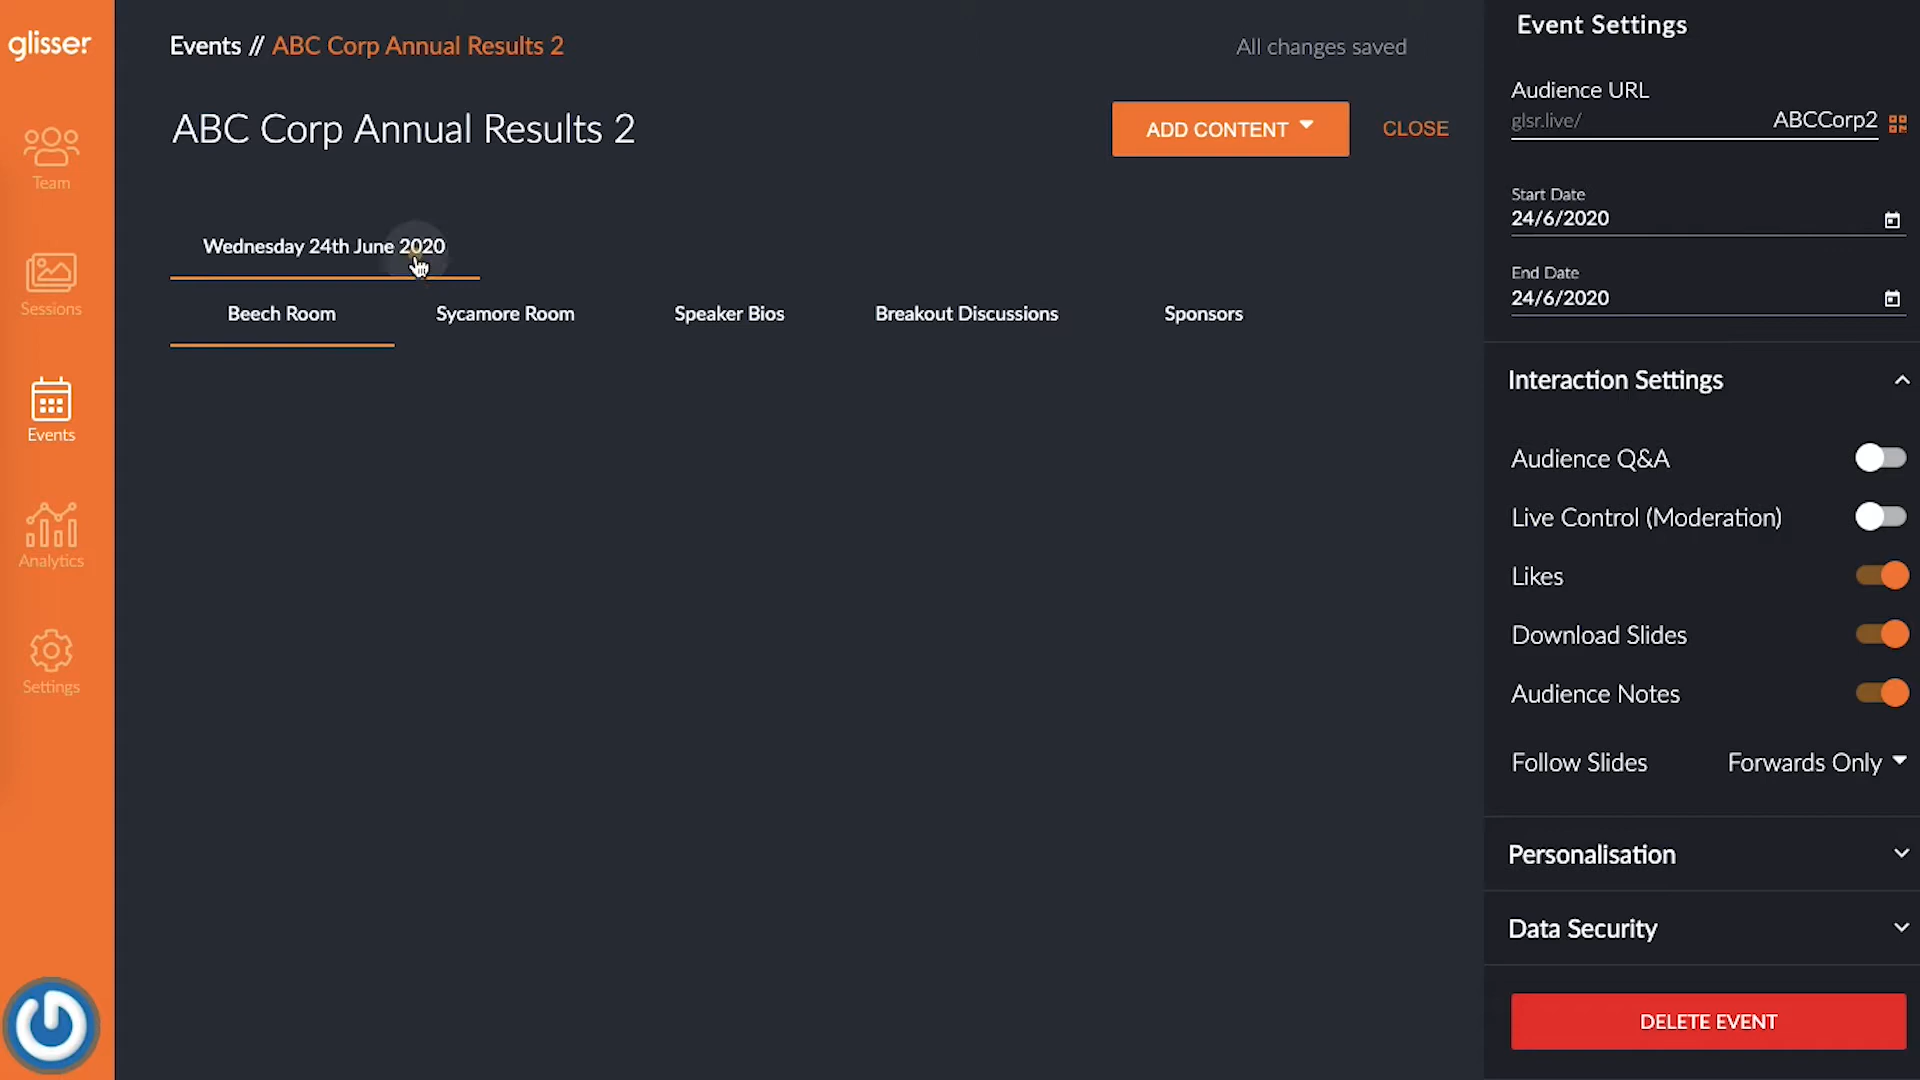 glisser
Team
Sessions
Events
Analytics
Settings
Events // ABC Corp Annual Results 2
All changes saved
ABC Corp Annual Results 2
ADD CONTENT
CLOSE
Wednesday 24th June 2020
Beech Room
Sycamore Room
Speaker Bios
Breakout Discussions
Sponsors
Event Settings
Audience URL
glsr.live/ ABCCorp2
Start Date
24/6/2020
End Date
24/6/2020
Interaction Settings
Audience Q&A
Live Control (Moderation)
Likes
Download Slides
Audience Notes
Follow Slides Forwards Only
Personalisation
Data Security
DELETE EVENT